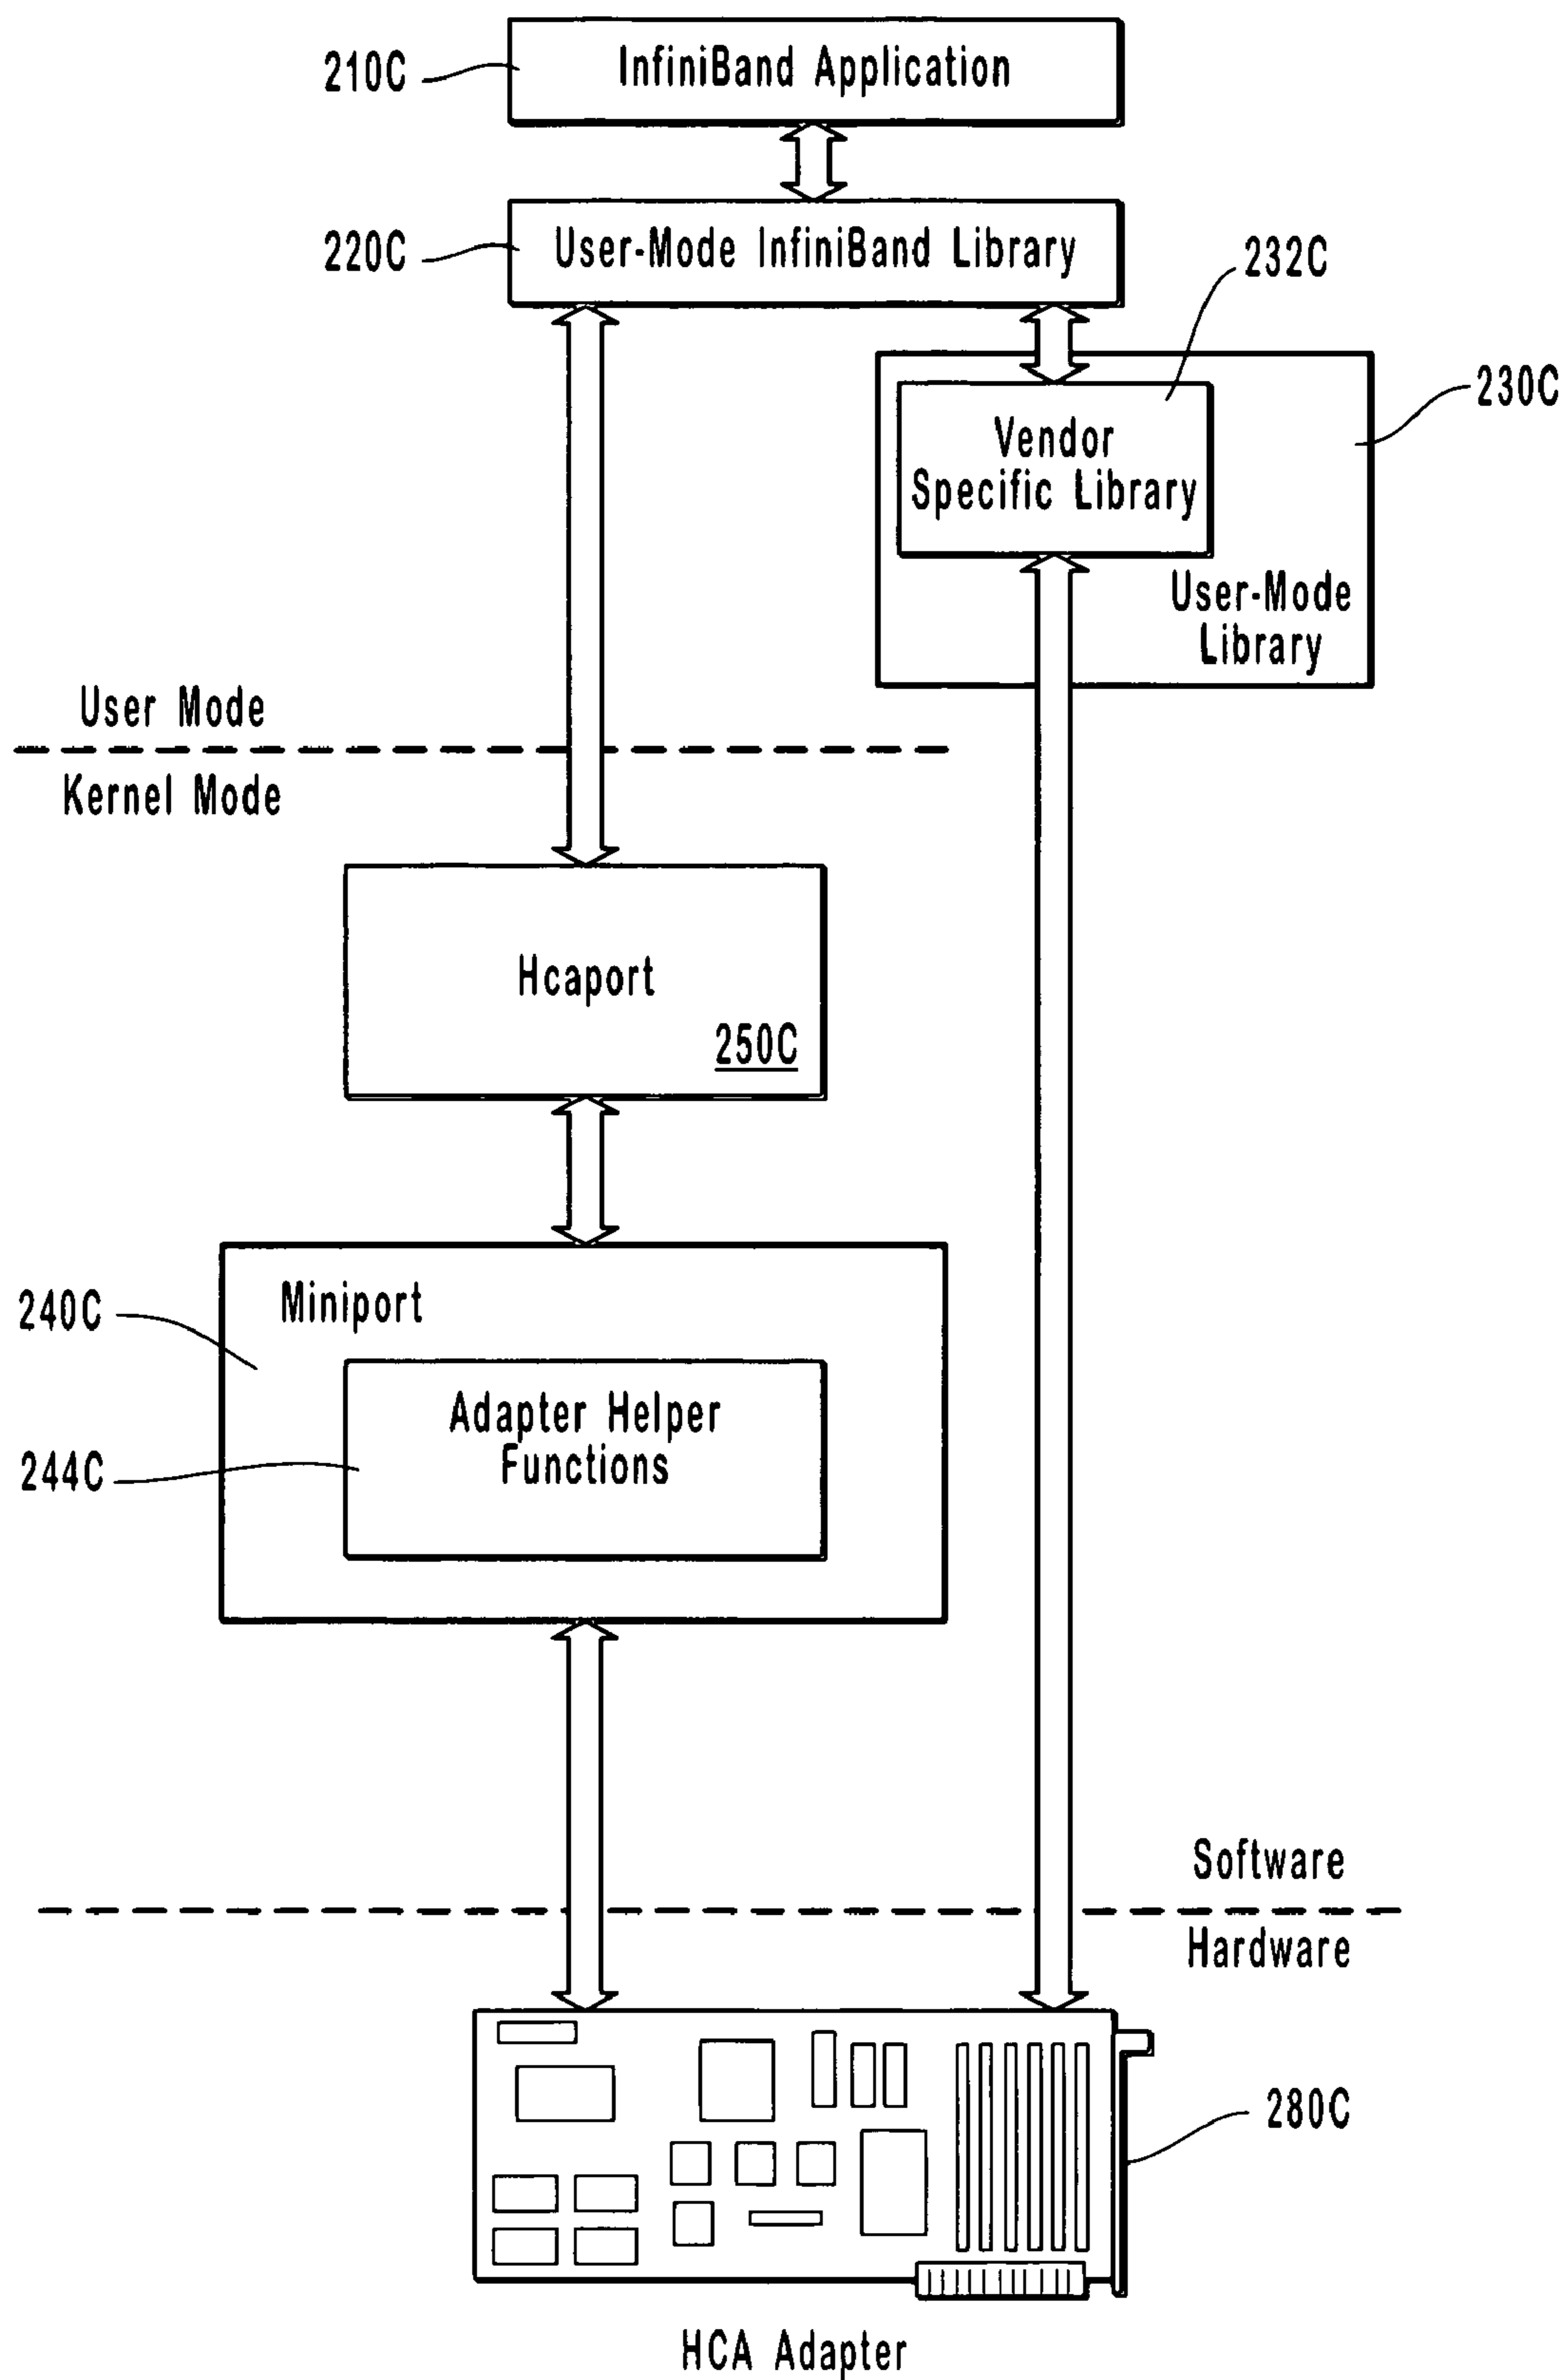 210C
InfiniBand Application
220C
User-Mode InfiniBand Library
232C
230C
Vendor
Specific Library
User-Mode
Library
User Mode
Kernel Mode
Hcaport
250C
240C
Miniport
Adapter Helper
Functions
244C
Software
Hardware
280C
HCA Adapter